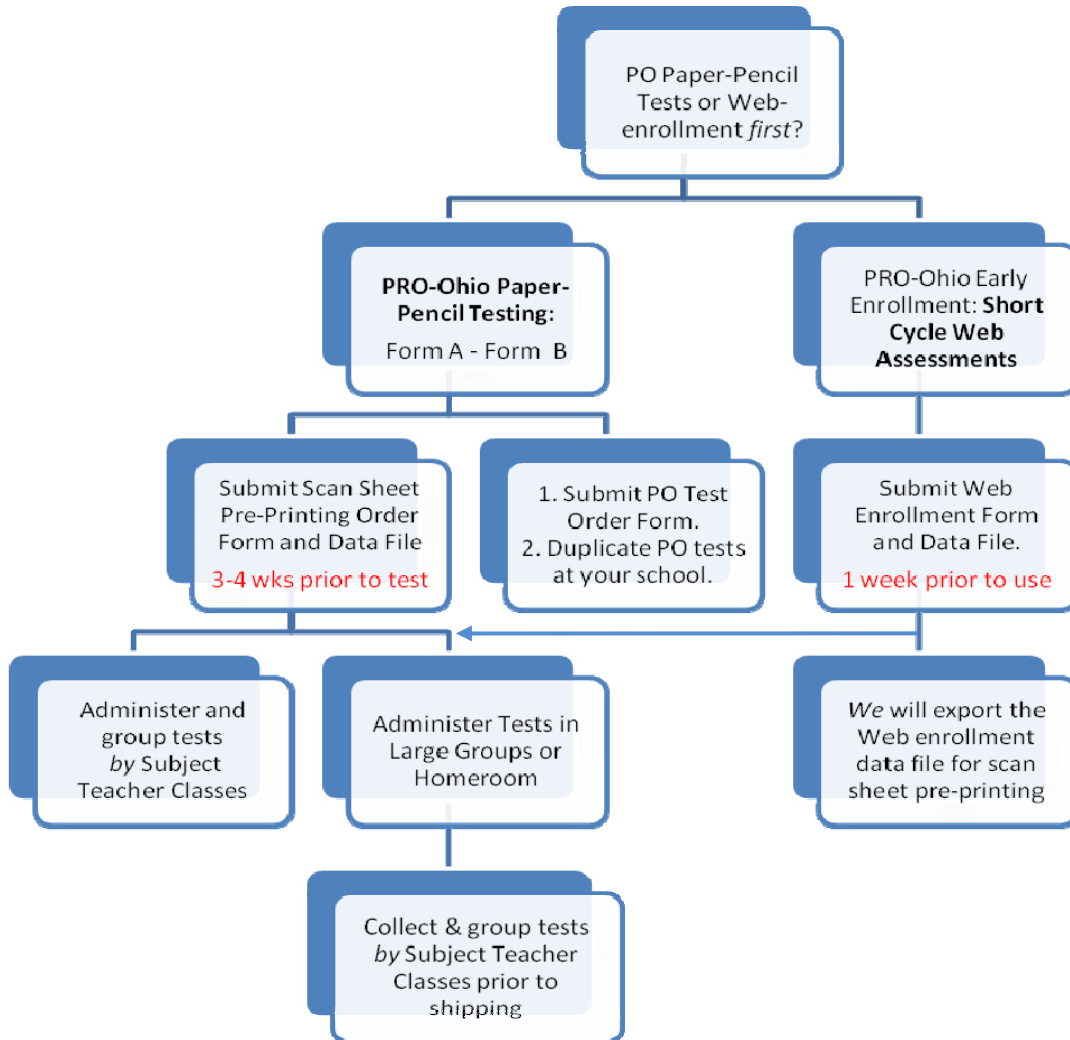 PO Paper-Pencil
Tests or Web-
enrollment first?
PRO-Ohio Paper-
Pencil Testing:
Form A - Form B
PRO-Ohio Early
Enrollment: Short
Cycle Web
Assessments
Submit Scan Sheet
Pre-Printing Order
Form and Data File
3-4 wks prior to test
1. Submit PO Test
Order Form.
2. Duplicate PO tests
at your school.
Submit Web
Enrollment Form
and Data File.
1 week prior to use
Administer and
group tests
by Subject
Teacher Classes
Administer Tests in
Large Groups or
Homeroom
We will export the
Web enrollment
data file for scan
sheet pre-printing
Collect & group tests
by Subject Teacher
Classes prior to
shipping